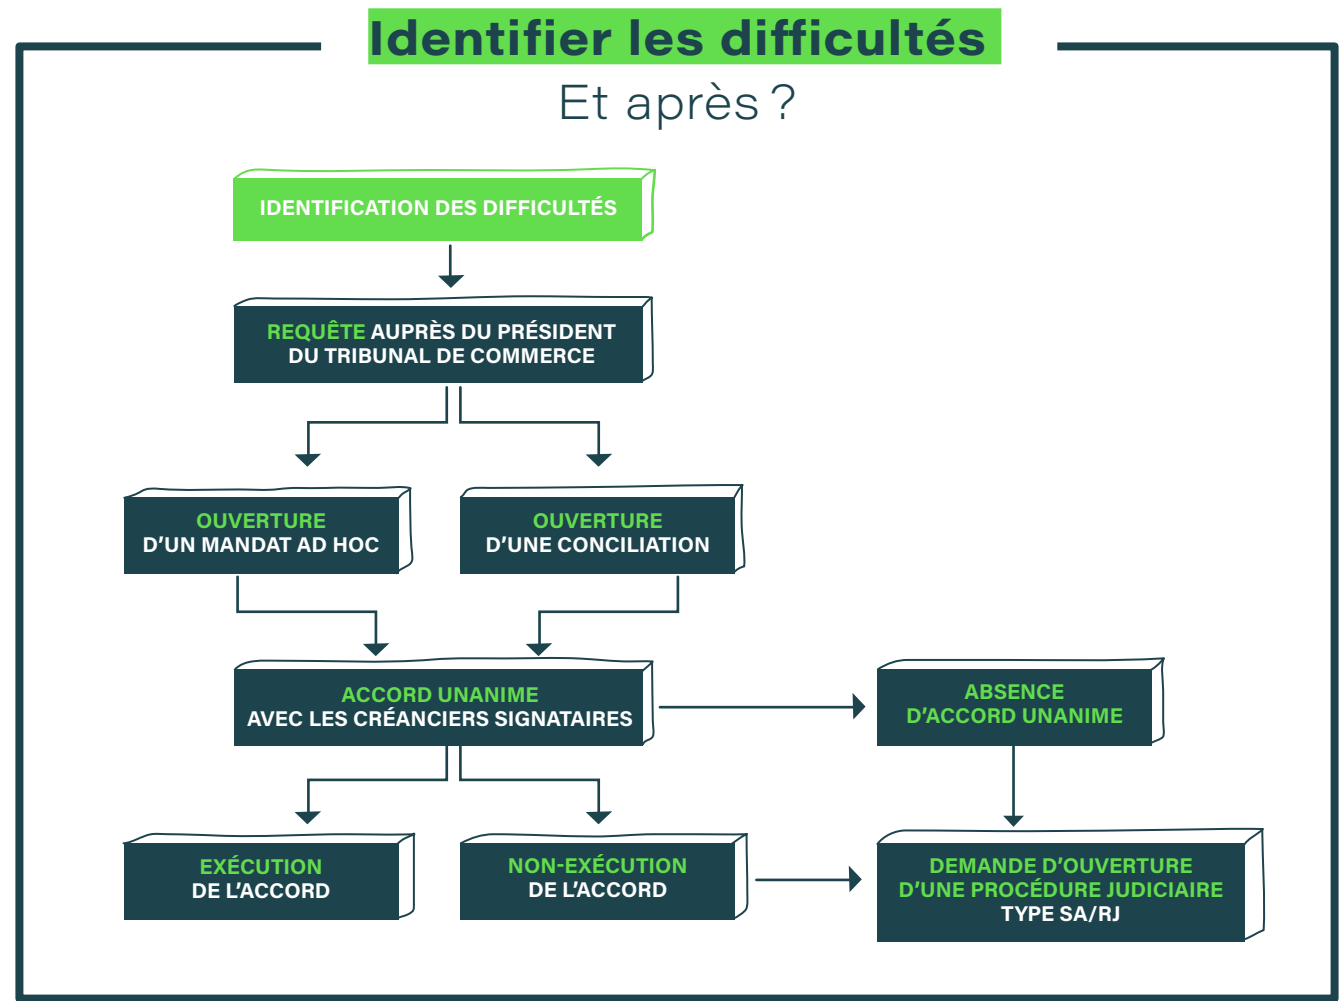 Identifier les difficultés
Et après ?
IDENTIFICATION DES DIFFICULTÉS
REQUÊTE AUPRÈS DU PRÉSIDENT
DU TRIBUNAL DE COMMERCE
OUVERTURE
D'UN MANDAT AD HOC
OUVERTURE
D'UNE CONCILIATION
ACCORD UNANIME
AVEC LES CRÉANCIERS SIGNATAIRES
ABSENCE
D'ACCORD UNANIME
EXÉCUTION
DE L'ACCORD
NON-EXÉCUTION
DE L'ACCORD
DEMANDE D'OUVERTURE
D'UNE PROCÉDURE JUDICIAIRE
TYPE SA/RJ